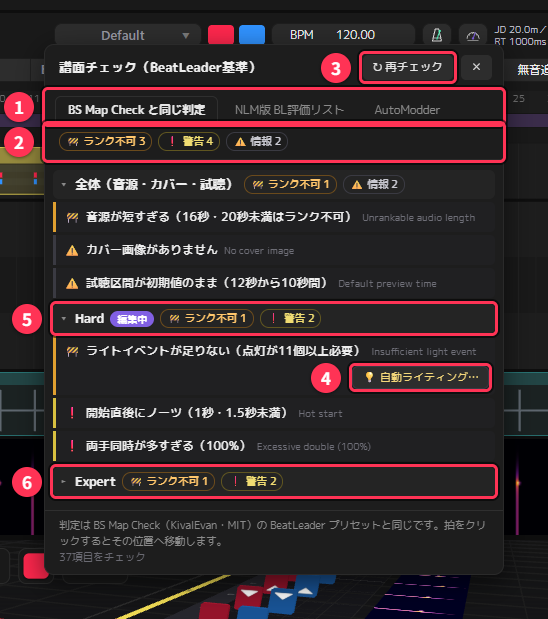 Default
BPM 120.00
JD 20.0m/
RT 1000ms
譜面チェック（BeatLeader基準）
3
↻ 再チェック
×
無音追
1
BS Map Check と同じ判定
NLM版 BL評価リスト
AutoModder
11
25
2
ランク不可 3
警告 4
情報 2
全体（音源・カバー・試聴）
ランク不可 1
情報 2
音源が短すぎる（16秒・20秒未満はランク不可） Unrankable audio length
カバー画像がありません No cover image
試聴区間が初期値のまま（12秒から10秒間） Default preview time
5
Hard 編集中 ランク不可 1 警告 2
ライトイベントが足りない（点灯が11個以上必要） Insufficient light event
4
自動ライティング…
開始直後にノーツ（1秒・1.5秒未満） Hot start
両手同時が多すぎる（100%） Excessive double (100%)
6
Expert ランク不可 1 警告 2
判定は BS Map Check（KivalEvan・MIT）の BeatLeader プリセットと同じです。拍をクリ
ックするとその位置へ移動します。
37項目をチェック